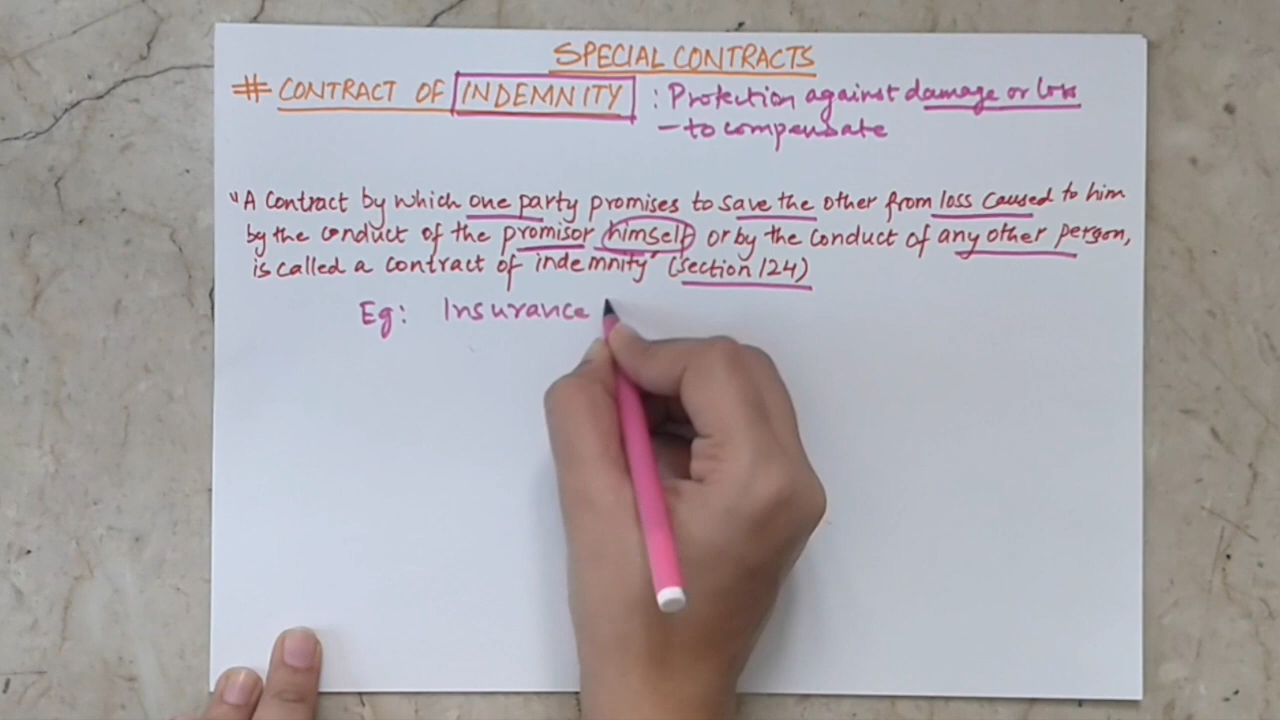 SPECIAL CONTRACTS
# CONTRACT OF INDEMNITY : Protection against damage or loss
- to compensate
"A Contract by which one party promises to save the other from loss caused to him
by the conduct of the promisor himself or by the conduct of any other person,
is called a contract of indemnity" (section 124)
Eg: Insurance